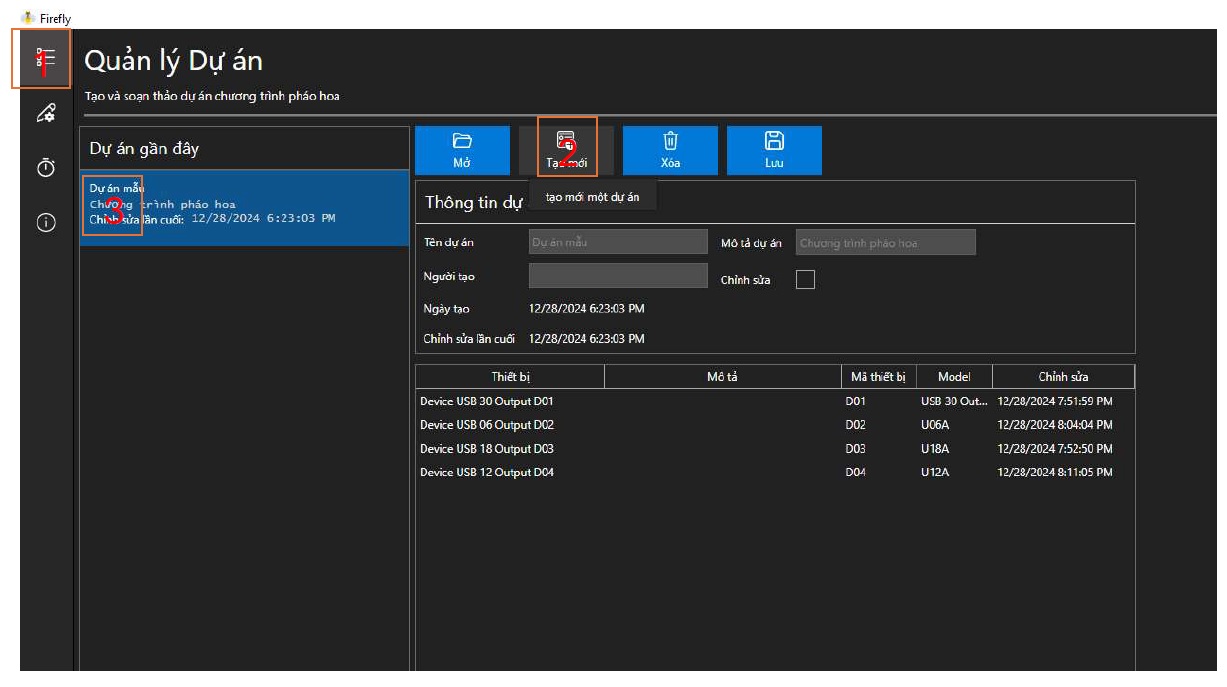 Firefly
1
Quản lý Dự án
Tạo và soạn thảo dự án chương trình pháo hoa
Dự án gần đây
Dự án mẫu
Chương trình pháo hoa
Chỉnh sửa lần cuối: 12/28/2024 6:23:03 PM
3
Mở
Tạo mới
2
Xóa
Lưu
tạo mới một dự án
Thông tin dự
Tên dự án
Dự án mẫu
Mô tả dự án
Chương trình pháo hoa
Người tạo
Chỉnh sửa
Ngày tạo
12/28/2024 6:23:03 PM
Chỉnh sửa lần cuối
12/28/2024 6:23:03 PM
Thiết bị Mô tả Mã thiết bị Model Chỉnh sửa
Device USB 30 Output D01 D01 USB 30 Out... 12/28/2024 7:51:59 PM
Device USB 06 Output D02 D02 U06A 12/28/2024 8:04:04 PM
Device USB 18 Output D03 D03 U18A 12/28/2024 7:52:50 PM
Device USB 12 Output D04 D04 U12A 12/28/2024 8:11:05 PM